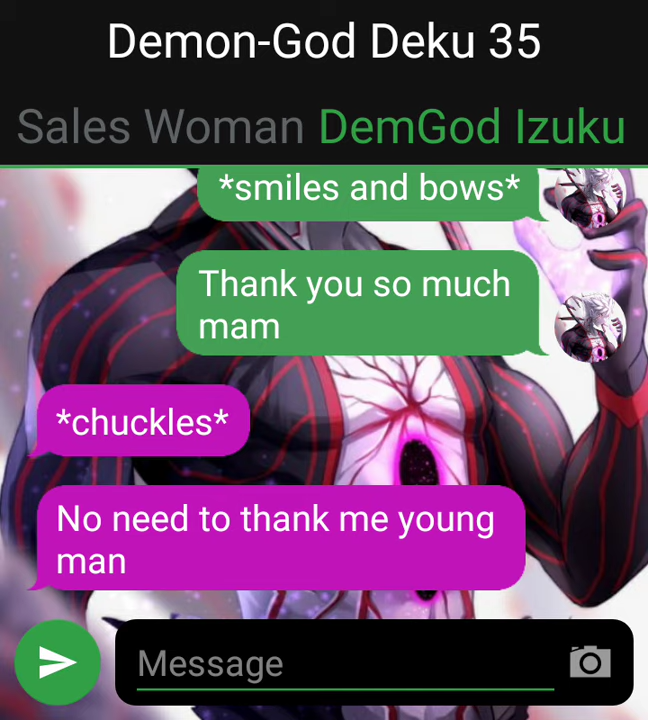 Demon-God Deku 35
Sales Woman DemGod Izuku
*smiles and bows*
Thank you so much
mam
*chuckles*
No need to thank me young
man
Message